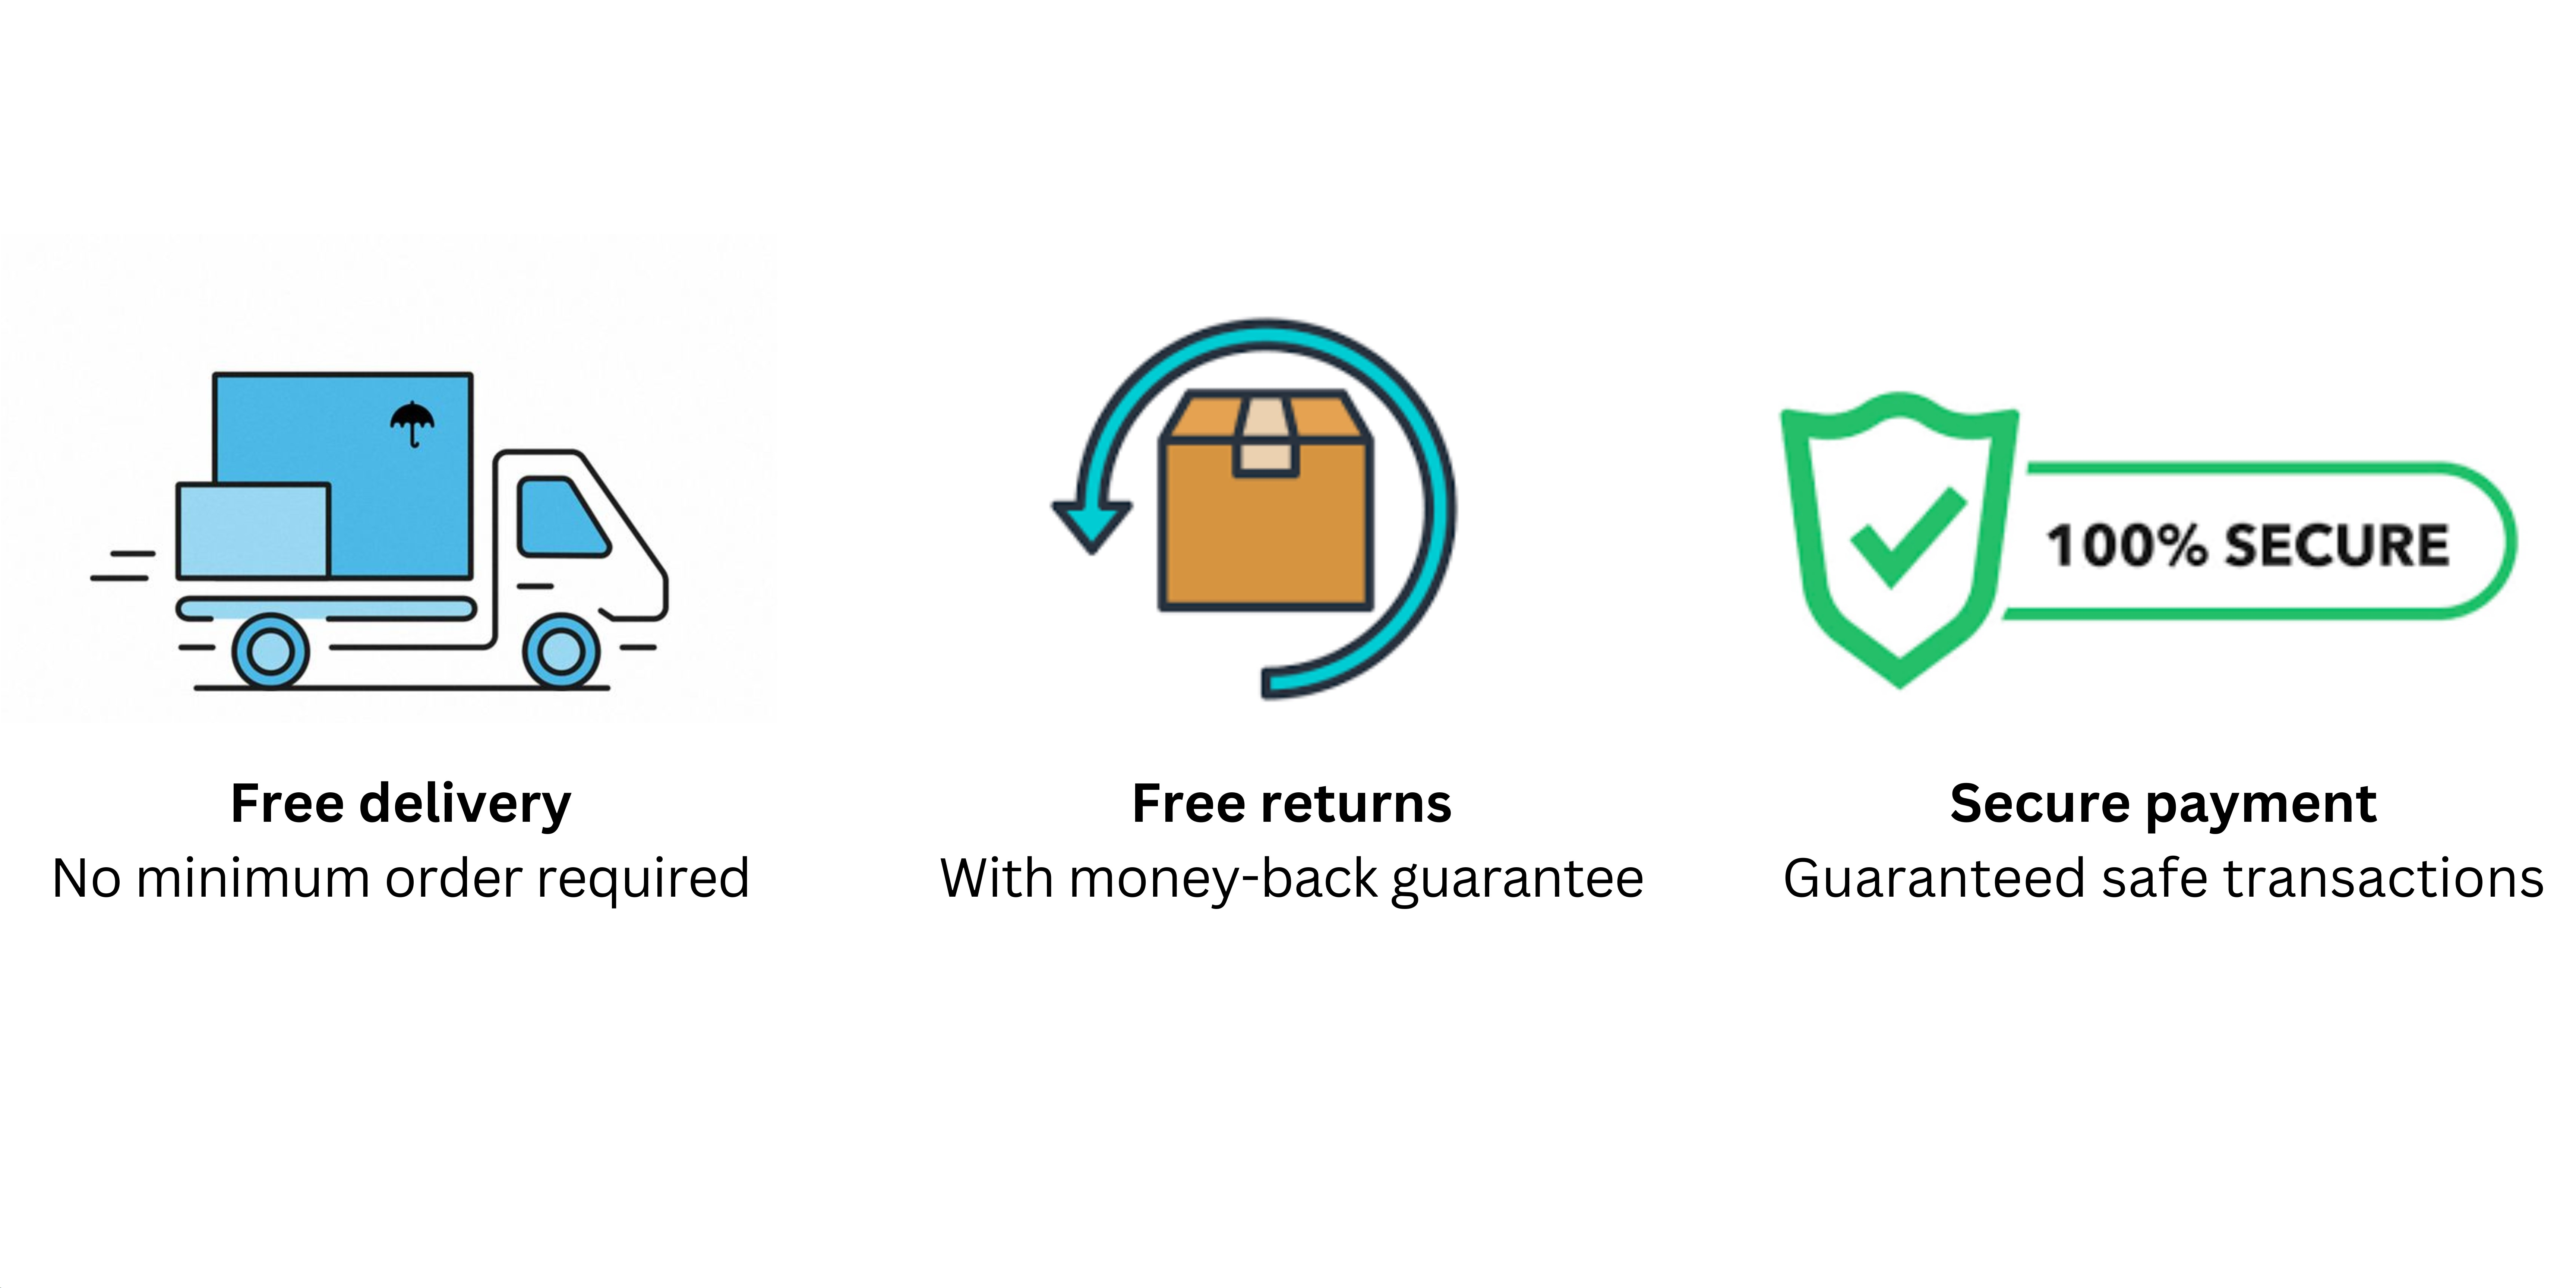 100% SECURE
Free delivery
No minimum order required
Free returns
With money-back guarantee
Secure payment
Guaranteed safe transactions